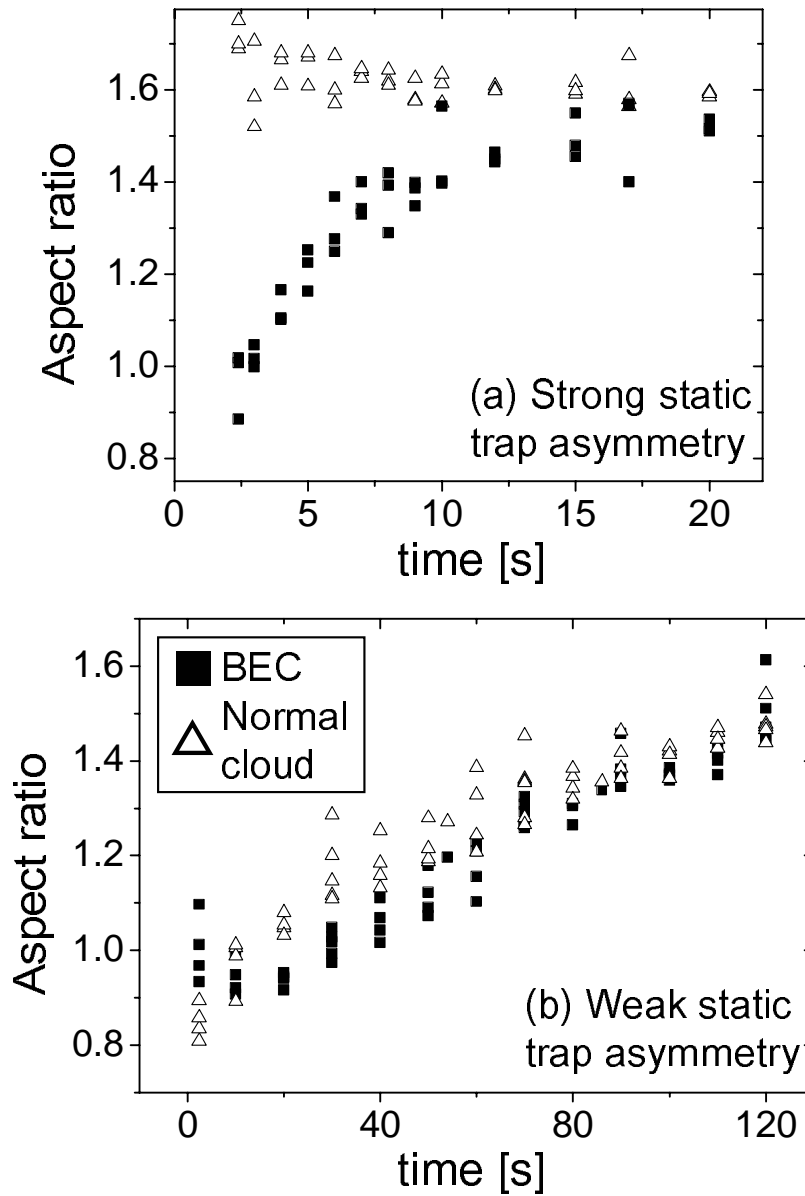 1.6
1.4
1.2
1.0
0.8
Aspect ratio
(a) Strong static
trap asymmetry
0 5 10 15 20
time [s]
BEC
Normal
cloud
1.6
1.4
1.2
1.0
0.8
Aspect ratio
(b) Weak static
trap asymmetry
0 40 80 120
time [s]